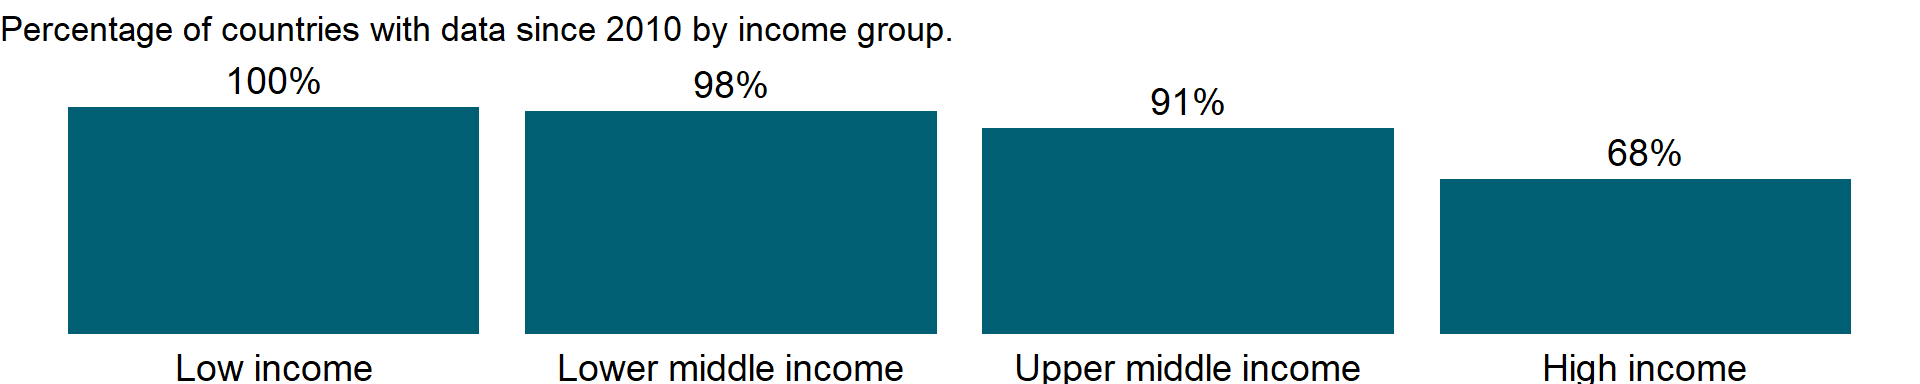 Percentage of countries with data since 2010 by income group.
100%
98%
91%
68%
Low income
Lower middle income
Upper middle income
High income